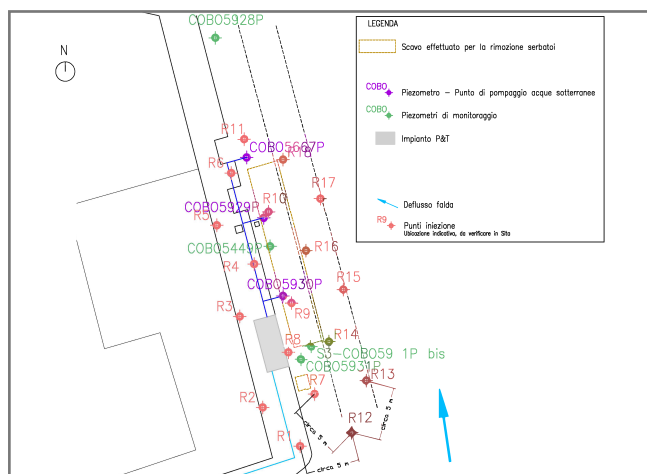 COBO5928P
N
LEGENDA
Scavo effettuato per la rimozione serbatoi
COBO
Piezometro - Punto di pompaggio acque sotterranee
Piezometri di monitoraggio
Impianto P&T
Deflusso falda
R9
Punti iniezione
Ubicazione indicativa, da verificare in Sito
R11
COBO5667P
R18
R6
R17
R10
COBO5929P
R5
COBO5449P
R16
R4
COBO5930P
R15
R9
R3
R14
R8
S3-COBO59 1P bis
COBO5931P
R13
R7
R2
R12
circa 5 m
circa 5 m
R1
circa 5 m